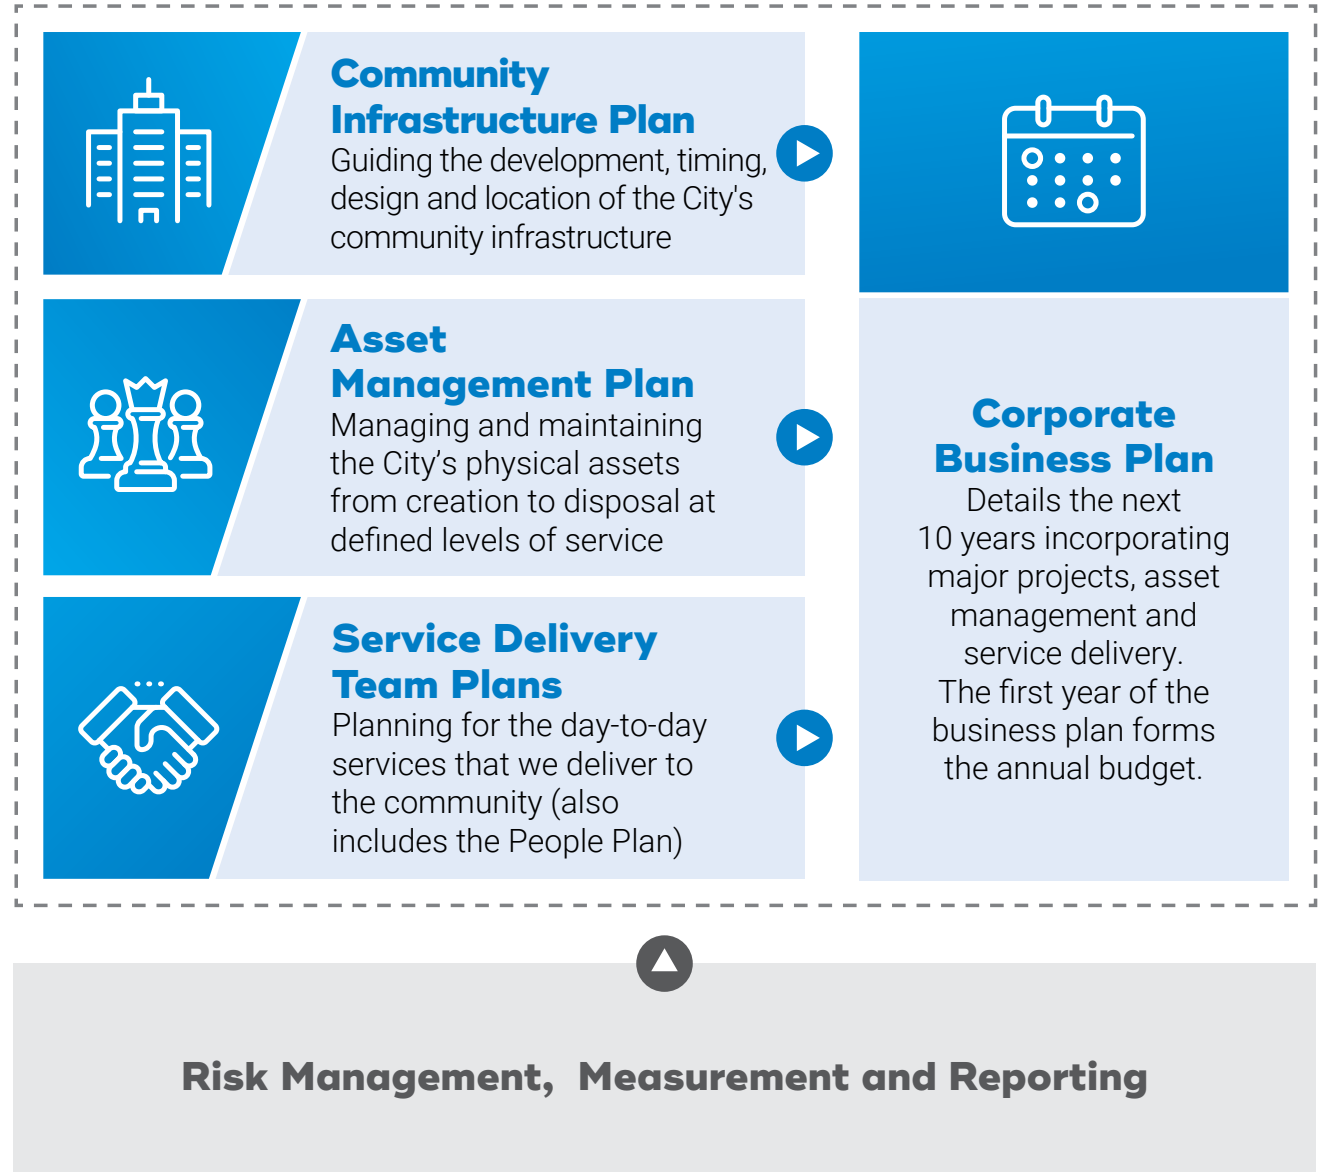 Community
Infrastructure Plan
Guiding the development, timing,
design and location of the City's
community infrastructure
Asset
Management Plan
Managing and maintaining
the City’s physical assets
from creation to disposal at
defined levels of service
Service Delivery
Team Plans
Planning for the day-to-day
services that we deliver to
the community (also
includes the People Plan)
Corporate
Business Plan
Details the next
10 years incorporating
major projects, asset
management and
service delivery.
The first year of the
business plan forms
the annual budget.
Risk Management,  Measurement and Reporting